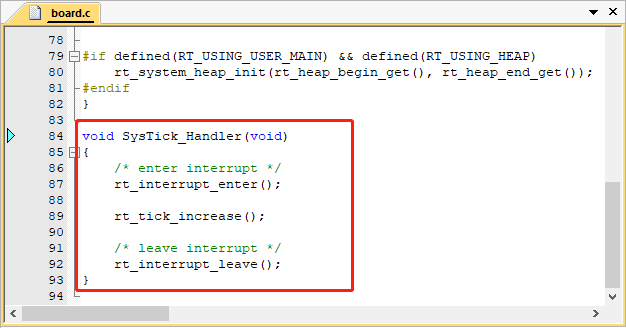 board.c
78
79 #if defined(RT_USING_USER_MAIN) && defined(RT_USING_HEAP)
80     rt_system_heap_init(rt_heap_begin_get(), rt_heap_end_get());
81 #endif
82 }
83
84 void SysTick_Handler(void)
85 {
86     /* enter interrupt */
87     rt_interrupt_enter();
88
89     rt_tick_increase();
90
91     /* leave interrupt */
92     rt_interrupt_leave();
93 }
94